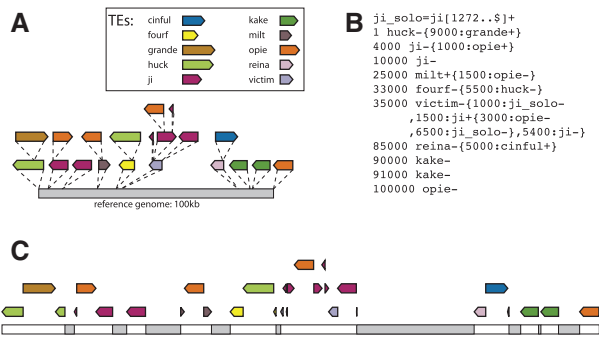 A
TEs:
cinful
fourf
grande
huck
ji
kake
milt
opie
reina
victim
reference genome: 100kb
B
ji_solo=ji[1272..$]+
1 huck-{9000:grande+}
4000 ji-{1000:opie+}
10000 ji-
25000 milt+{1500:opie-}
33000 fourf-{5500:huck-}
35000 victim-{1000:ji_solo-
,1500:ji+{3000:opie-
,6500:ji_solo-},5400:ji-}
85000 reina-{5000:cinful+}
90000 kake-
91000 kake-
100000 opie-
C